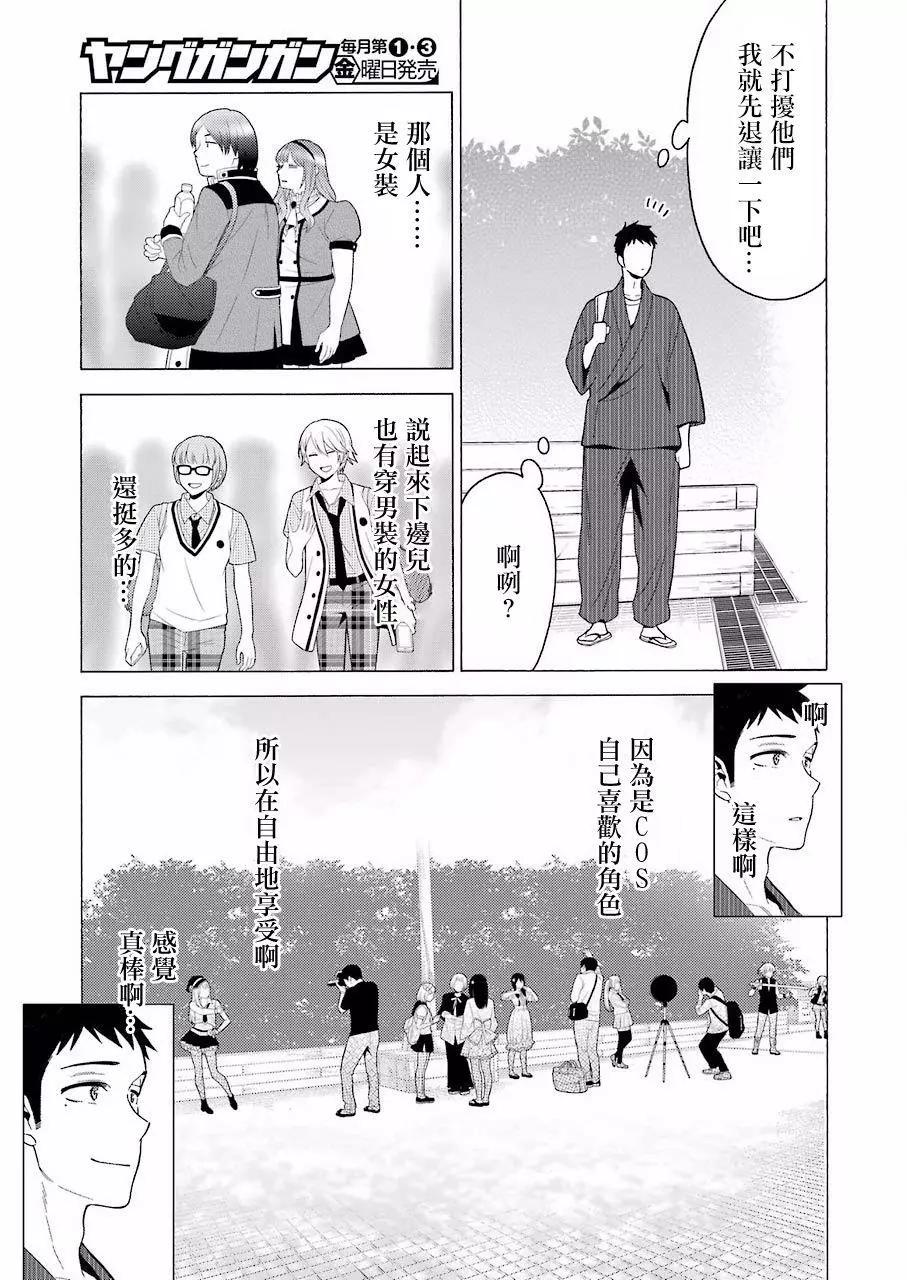 ヤングガンガン
毎月第1・3
金曜日発売
不打擾他們
我就先退讓一下吧…
啊咧？
那個人……
是女裝
説起來下邊兒
也有穿男裝的女性
還挺多的…
啊
這樣啊
因為是COS
自己喜歡的角色
所以在自由地享受啊
感覺
真棒啊…